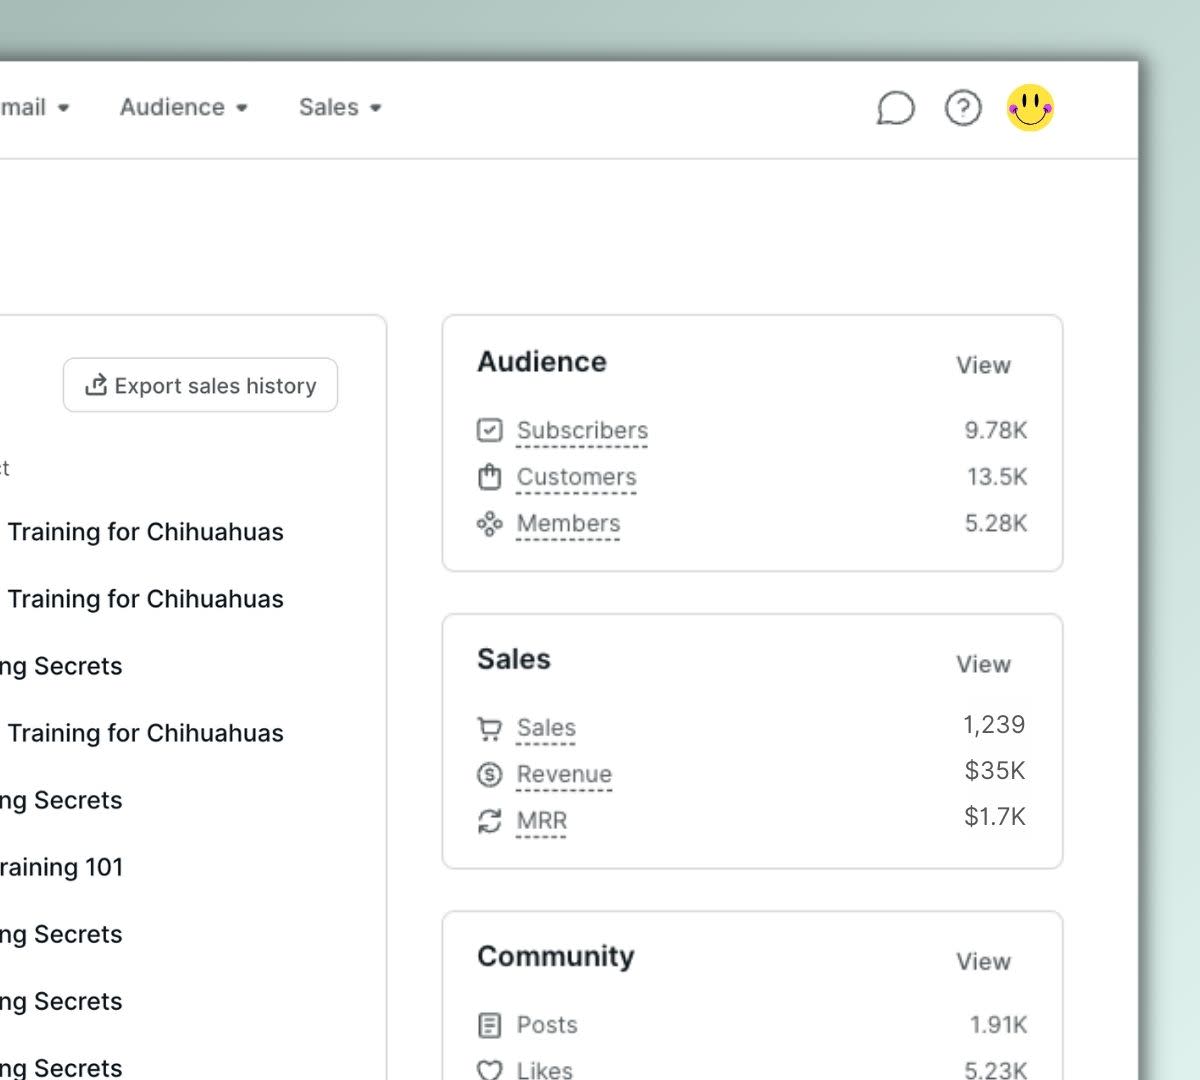 mail
Audience
Sales
Export sales history
ct
Training for Chihuahuas
Training for Chihuahuas
ng Secrets
Training for Chihuahuas
ng Secrets
raining 101
ng Secrets
ng Secrets
ng Secrets
Audience View
Subscribers 9.78K
Customers 13.5K
Members 5.28K
Sales View
Sales 1,239
Revenue $35K
MRR $1.7K
Community View
Posts 1.91K
Likes 5.23K